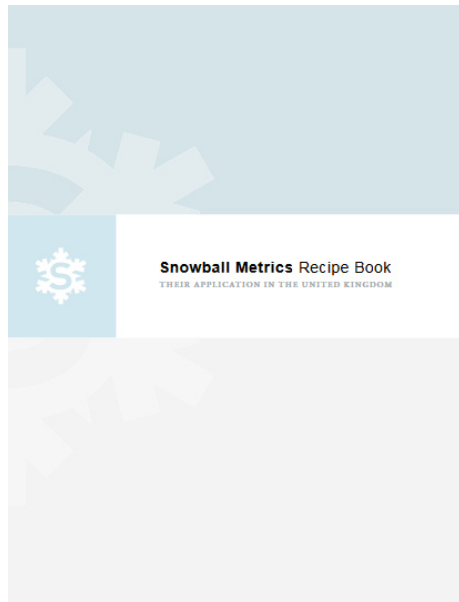 S
Snowball Metrics Recipe Book
THEIR APPLICATION IN THE UNITED KINGDOM